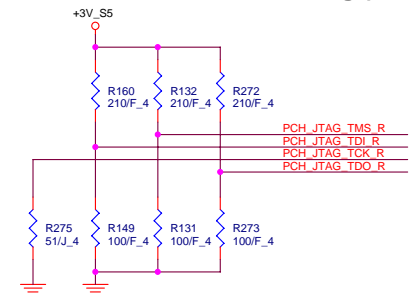 +3V_S5
R160 R132 R272
210/F_4 210/F_4 210/F_4
PCH_JTAG_TMS_R
PCH_JTAG_TDI_R
PCH_JTAG_TCK_R
PCH_JTAG_TDO_R
R275 R149 R131 R273
51/J_4 100/F_4 100/F_4 100/F_4